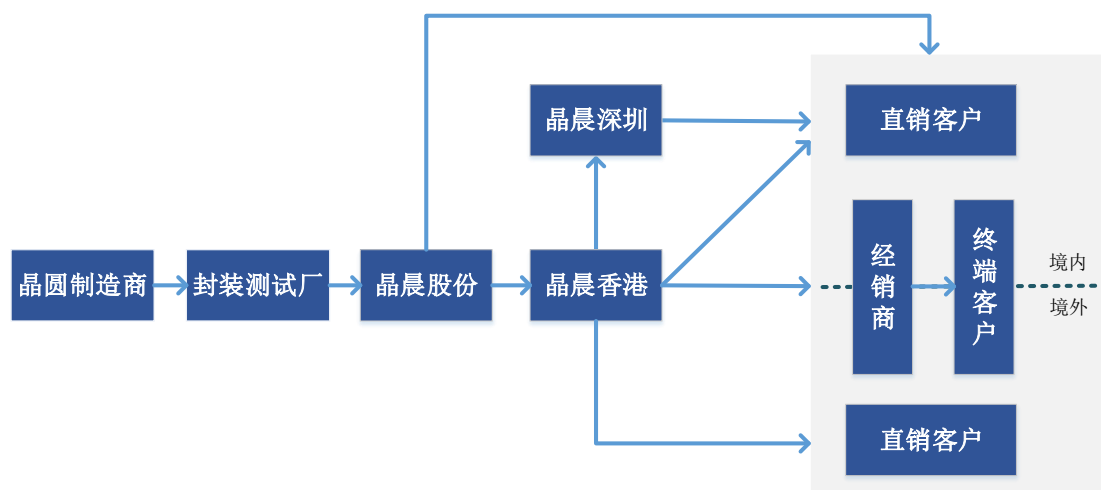 晶晨深圳
直销客户
晶圆制造商
封装测试厂
晶晨股份
晶晨香港
经销商
终端客户
境内
境外
直销客户